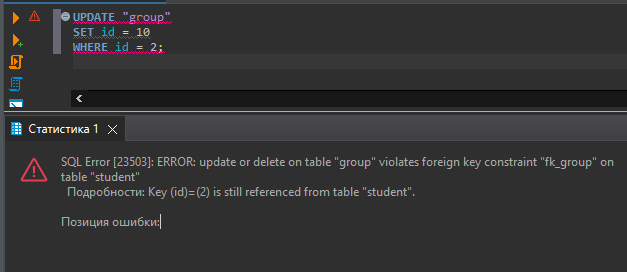 UPDATE "group"
SET id = 10
WHERE id = 2;
Статистика 1
SQL Error [23503]: ERROR: update or delete on table "group" violates foreign key constraint "fk_group" on
table "student"
Подробности: Key (id)=(2) is still referenced from table "student".
Позиция ошибки: